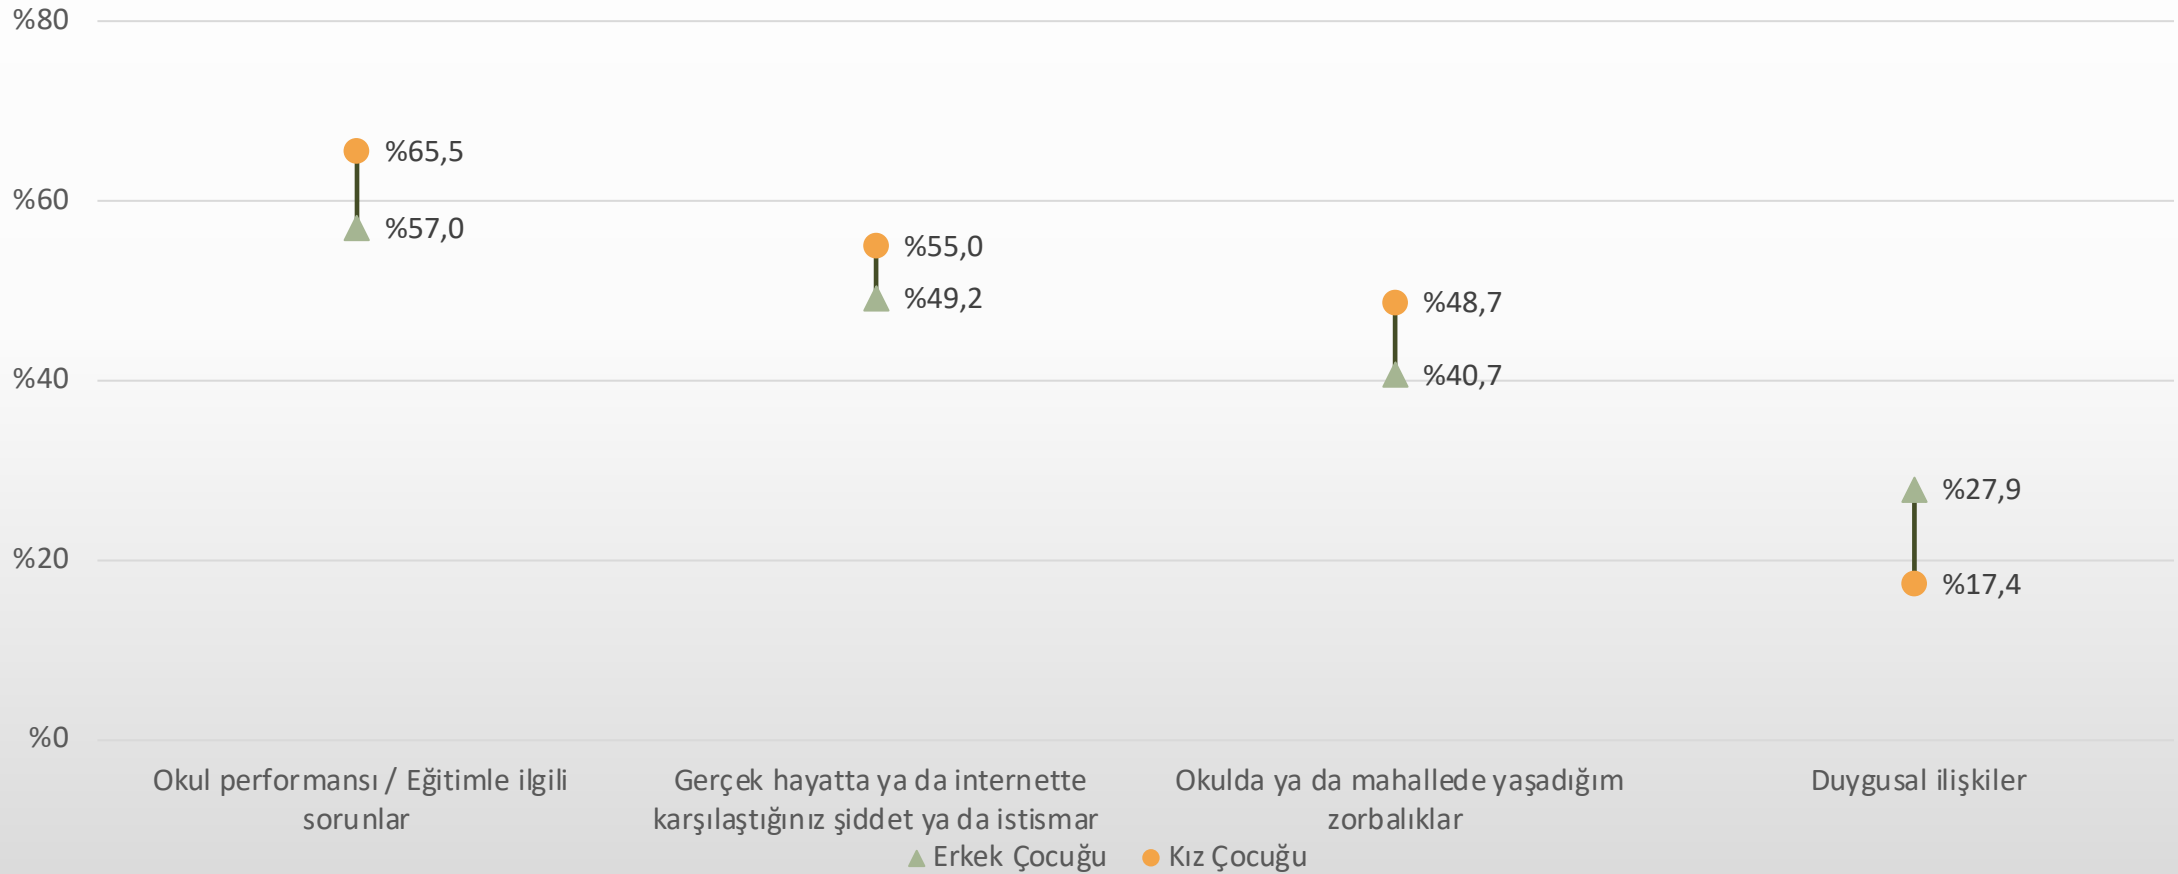 %80
%65,5
%60
%57,0
%55,0
%49,2
%48,7
%40,7
%40
%27,9
%20
%17,4
%0
Okul performansı / Eğitimle ilgili
sorunlar
Gerçek hayatta ya da internette
karşılaştığınız şiddet ya da istismar
Okulda ya da mahallede yaşadığım
zorbalıklar
Duygusal ilişkiler
Erkek Çocuğu
Kız Çocuğu